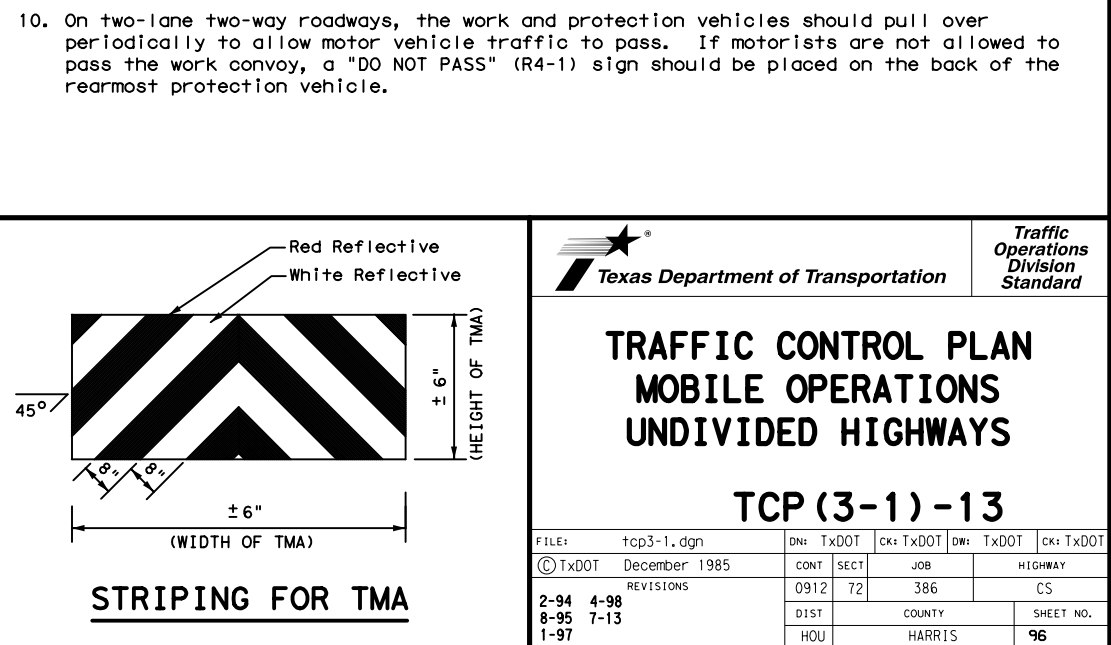 10. On two-lane two-way roadways, the work and protection vehicles should pull over
periodically to allow motor vehicle traffic to pass. If motorists are not allowed to
pass the work convoy, a "DO NOT PASS" (R4-1) sign should be placed on the back of the
rearmost protection vehicle.
Red Reflective
White Reflective
45°
8"
8"
± 6"
(HEIGHT OF TMA)
± 6"
(WIDTH OF TMA)
STRIPING FOR TMA
®
Texas Department of Transportation
Traffic
Operations
Division
Standard
TRAFFIC CONTROL PLAN
MOBILE OPERATIONS
UNDIVIDED HIGHWAYS
TCP(3-1)-13
FILE: tcp3-1.dgn DN: TxDOT CK: TxDOT DW: TxDOT CK: TxDOT
© TxDOT December 1985 CONT SECT JOB HIGHWAY
REVISIONS 0912 72 386 CS
2-94 4-98
8-95 7-13 DIST COUNTY SHEET NO.
1-97 HOU HARRIS 96